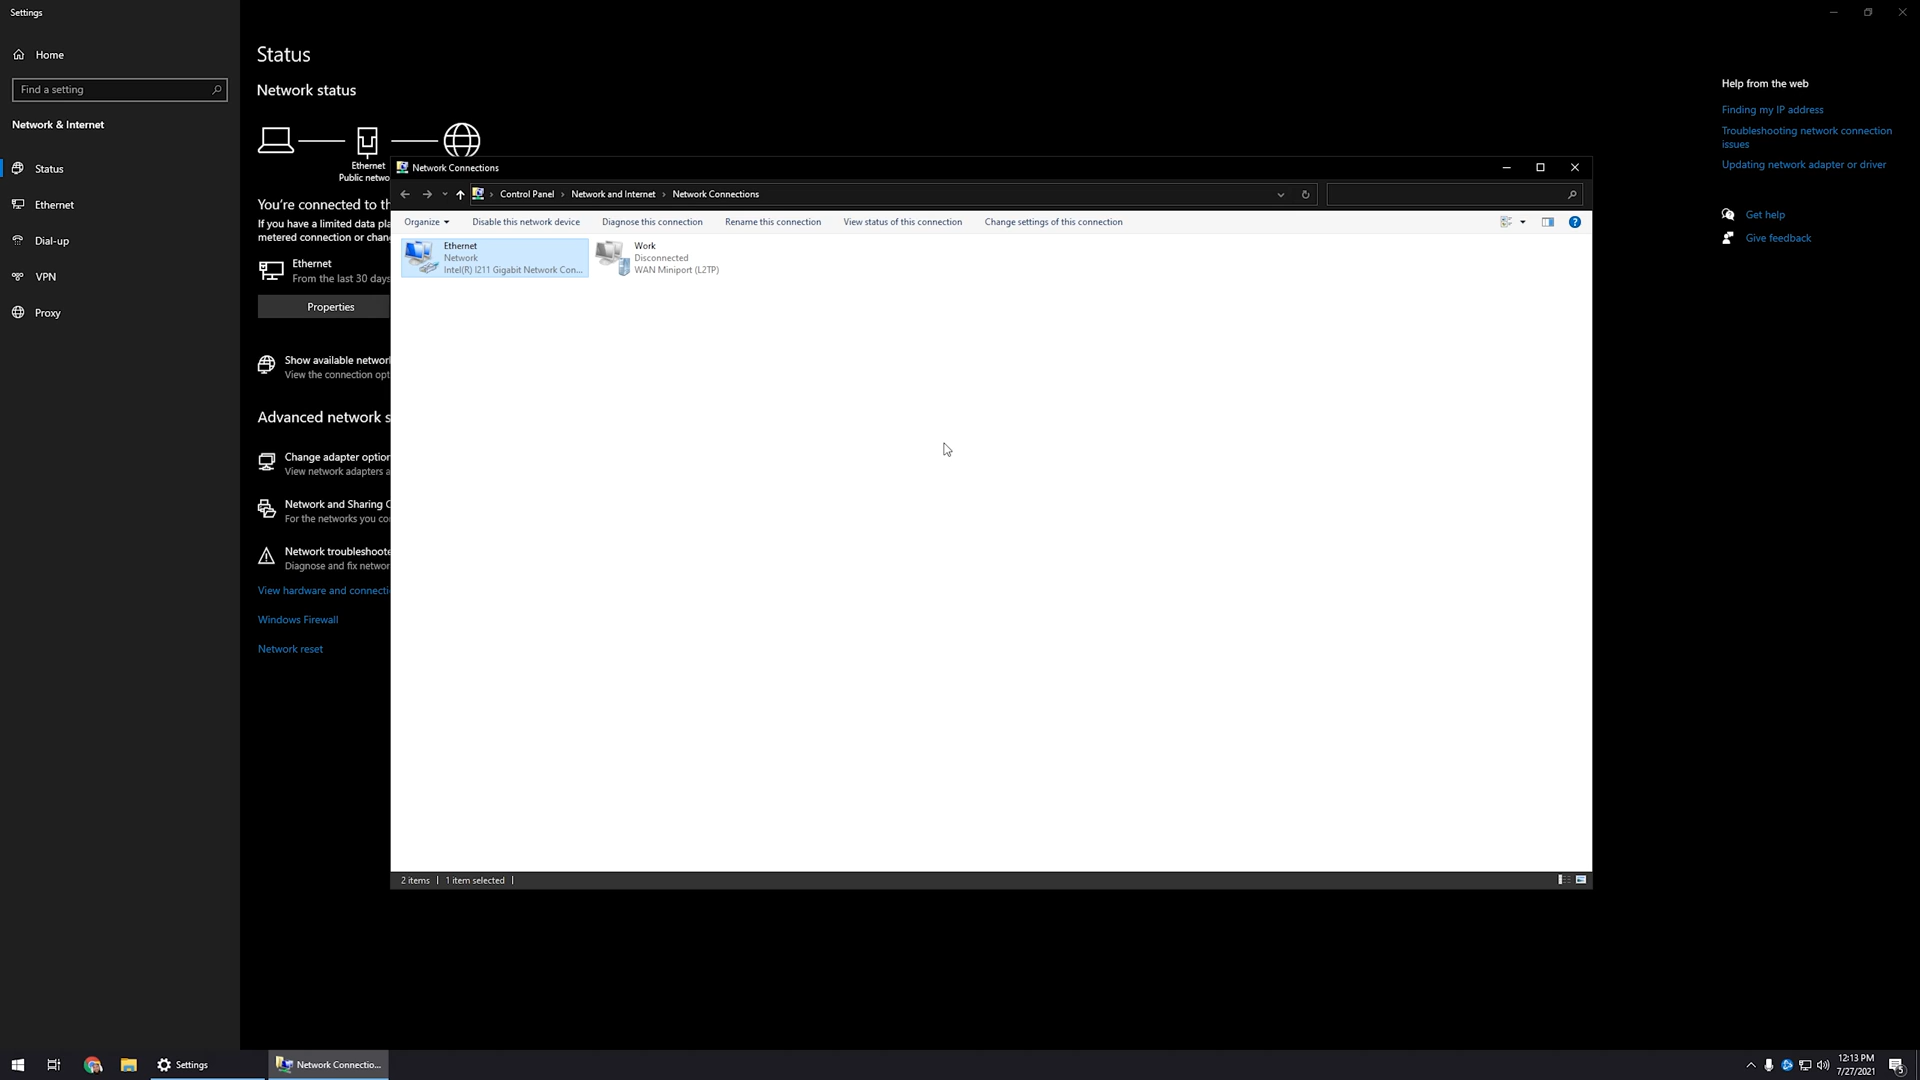 Settings
Home
Find a setting
Network & Internet
Status
Ethernet
Dial-up
VPN
Proxy
Status
Network status
Ethernet
Public netwo
You're connected to th
If you have a limited data pla
metered connection or chang
Ethernet
From the last 30 days
Properties
Show available networ
View the connection opt
Advanced network s
Change adapter option
View network adapters a
Network and Sharing C
For the networks you co
Network troubleshoote
Diagnose and fix networ
View hardware and connecti
Windows Firewall
Network reset
Network Connections
Control Panel › Network and Internet › Network Connections
Organize Disable this network device Diagnose this connection Rename this connection View status of this connection Change settings of this connection
Ethernet
Network
Intel(R) I211 Gigabit Network Con...
Work
Disconnected
WAN Miniport (L2TP)
2 items 1 item selected
Help from the web
Finding my IP address
Troubleshooting network connection
issues
Updating network adapter or driver
Get help
Give feedback
Settings
Network Connectio...
12:13 PM
7/27/2021
5